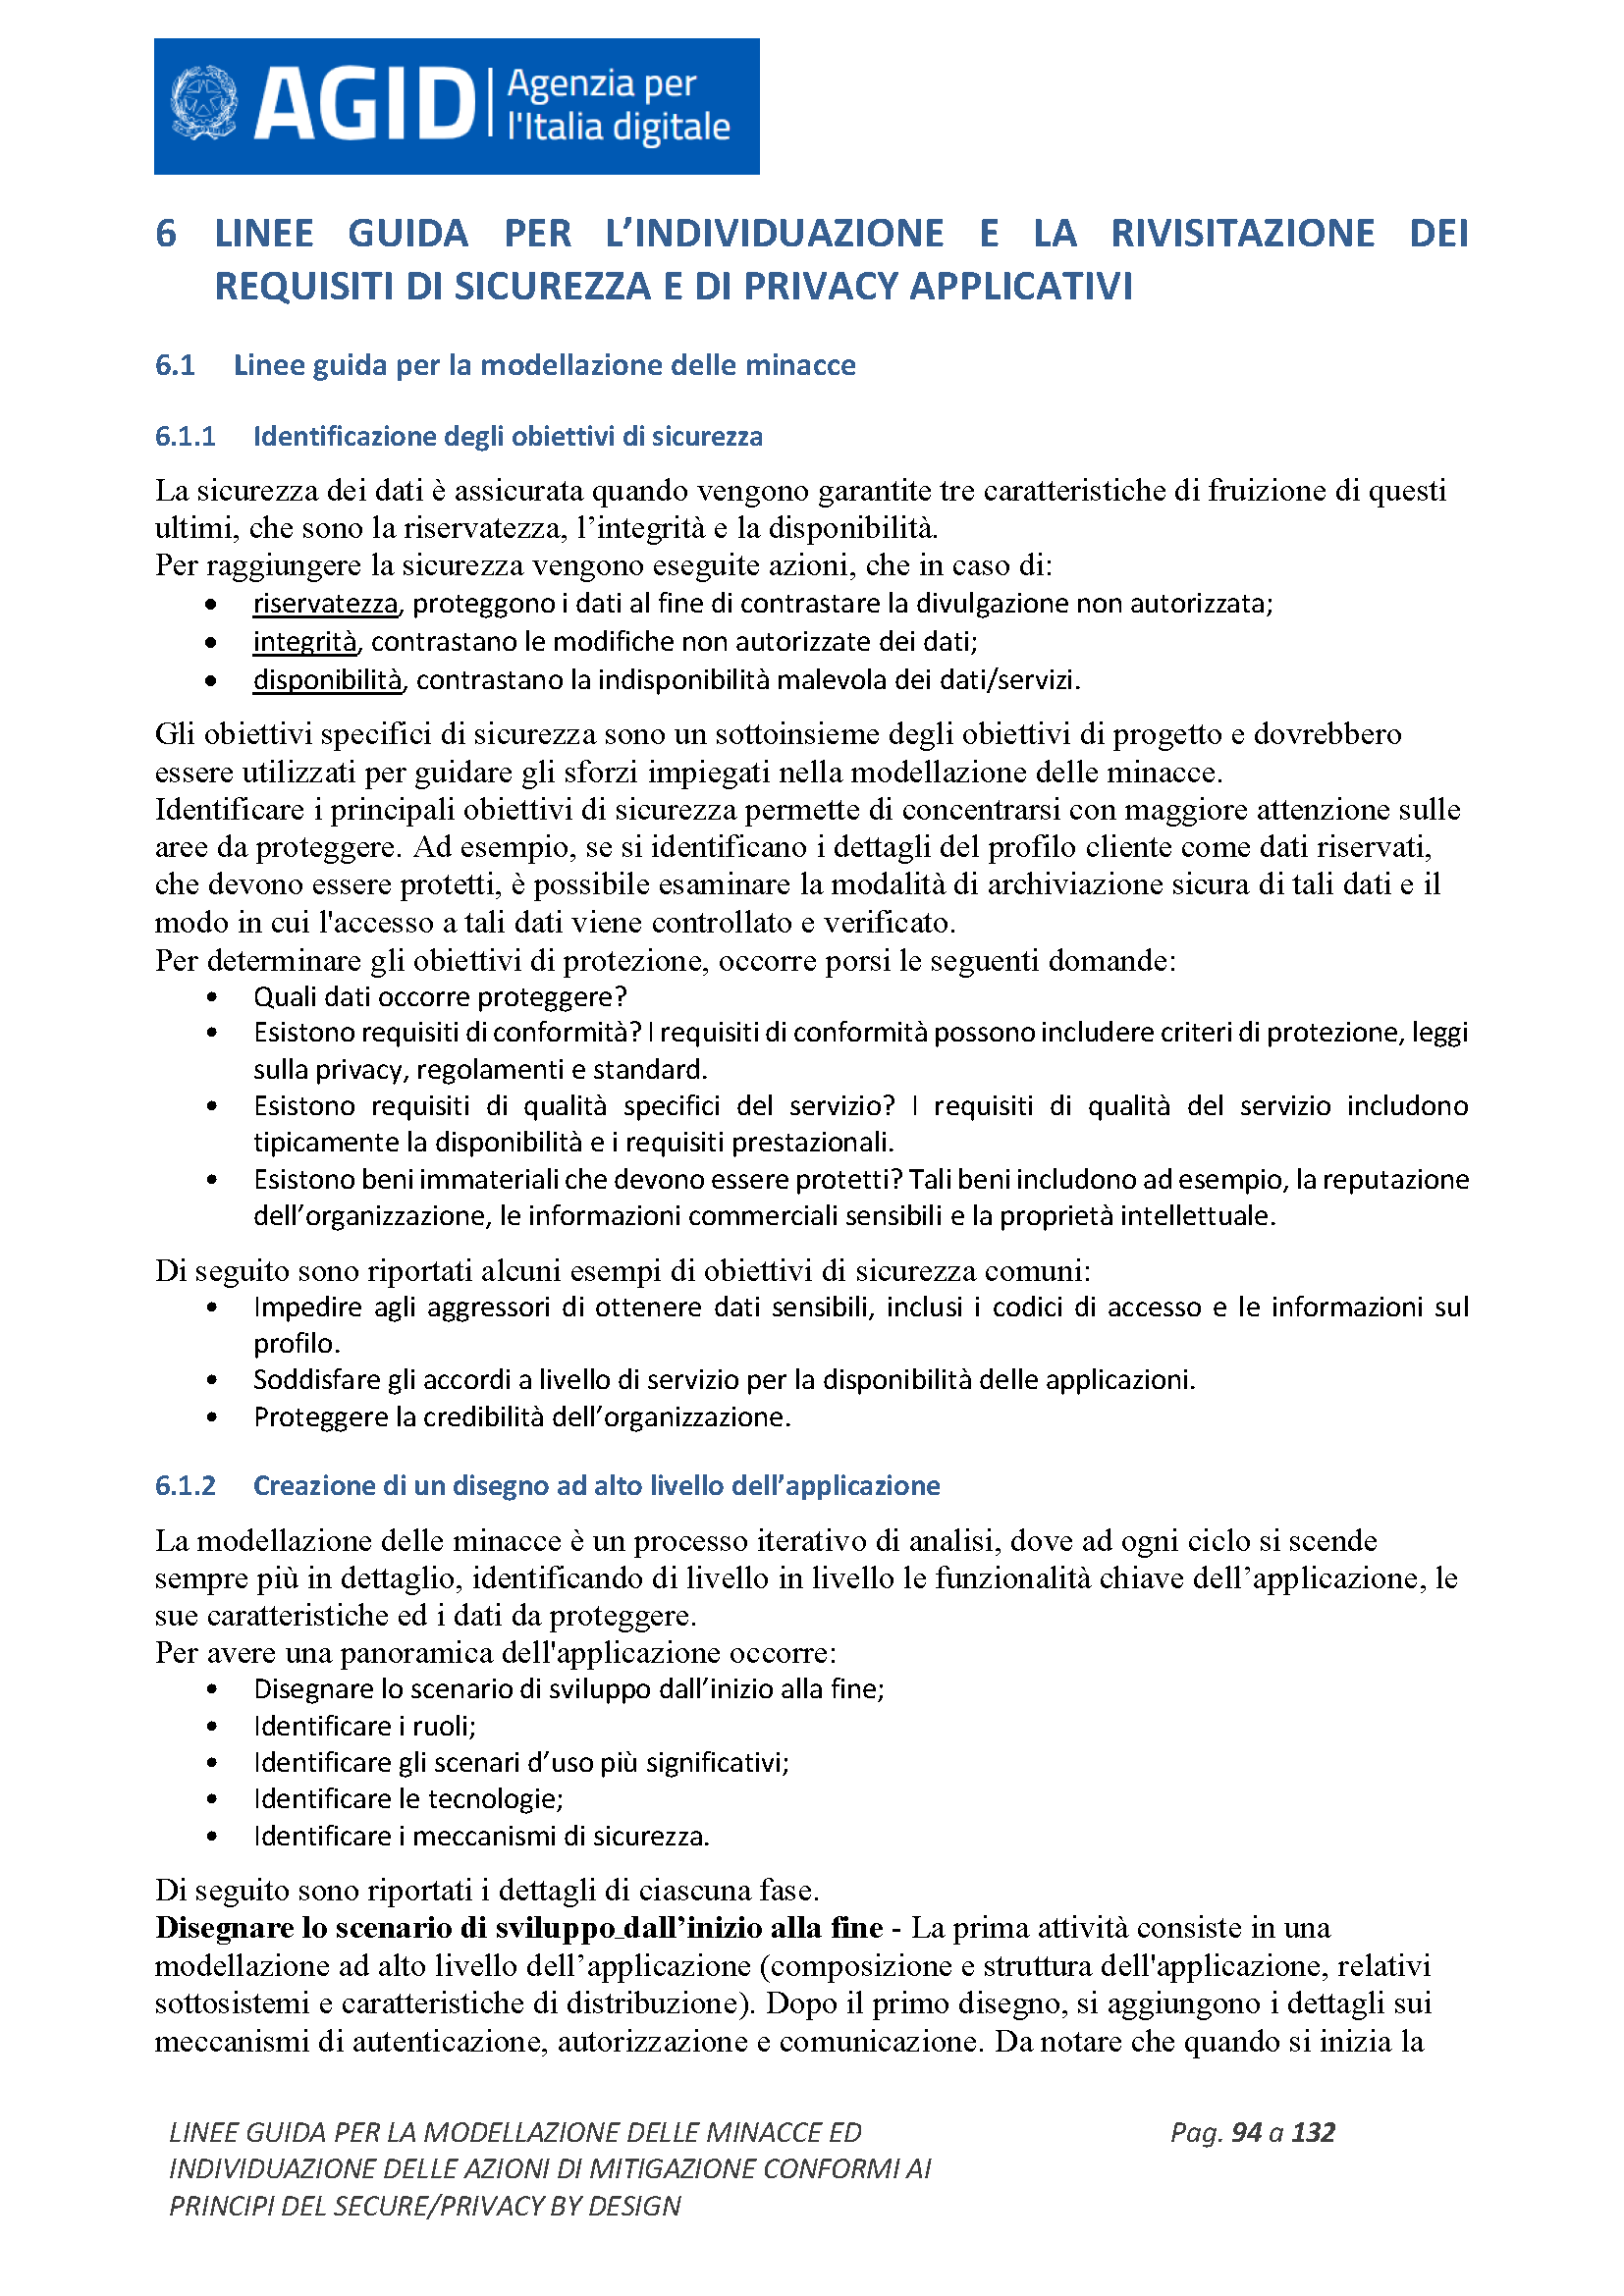 AGID
Agenzia per
l'Italia digitale
6 LINEE GUIDA PER L’INDIVIDUAZIONE E LA RIVISITAZIONE DEI
REQUISITI DI SICUREZZA E DI PRIVACY APPLICATIVI
6.1 Linee guida per la modellazione delle minacce
6.1.1 Identificazione degli obiettivi di sicurezza
La sicurezza dei dati è assicurata quando vengono garantite tre caratteristiche di fruizione di questi
ultimi, che sono la riservatezza, l’integrità e la disponibilità.
Per raggiungere la sicurezza vengono eseguite azioni, che in caso di:
• riservatezza, proteggono i dati al fine di contrastare la divulgazione non autorizzata;
• integrità, contrastano le modifiche non autorizzate dei dati;
• disponibilità, contrastano la indisponibilità malevola dei dati/servizi.
Gli obiettivi specifici di sicurezza sono un sottoinsieme degli obiettivi di progetto e dovrebbero
essere utilizzati per guidare gli sforzi impiegati nella modellazione delle minacce.
Identificare i principali obiettivi di sicurezza permette di concentrarsi con maggiore attenzione sulle
aree da proteggere. Ad esempio, se si identificano i dettagli del profilo cliente come dati riservati,
che devono essere protetti, è possibile esaminare la modalità di archiviazione sicura di tali dati e il
modo in cui l'accesso a tali dati viene controllato e verificato.
Per determinare gli obiettivi di protezione, occorre porsi le seguenti domande:
• Quali dati occorre proteggere?
• Esistono requisiti di conformità? I requisiti di conformità possono includere criteri di protezione, leggi
sulla privacy, regolamenti e standard.
• Esistono requisiti di qualità specifici del servizio? I requisiti di qualità del servizio includono
tipicamente la disponibilità e i requisiti prestazionali.
• Esistono beni immateriali che devono essere protetti? Tali beni includono ad esempio, la reputazione
dell’organizzazione, le informazioni commerciali sensibili e la proprietà intellettuale.
Di seguito sono riportati alcuni esempi di obiettivi di sicurezza comuni:
• Impedire agli aggressori di ottenere dati sensibili, inclusi i codici di accesso e le informazioni sul
profilo.
• Soddisfare gli accordi a livello di servizio per la disponibilità delle applicazioni.
• Proteggere la credibilità dell’organizzazione.
6.1.2 Creazione di un disegno ad alto livello dell’applicazione
La modellazione delle minacce è un processo iterativo di analisi, dove ad ogni ciclo si scende
sempre più in dettaglio, identificando di livello in livello le funzionalità chiave dell’applicazione, le
sue caratteristiche ed i dati da proteggere.
Per avere una panoramica dell'applicazione occorre:
• Disegnare lo scenario di sviluppo dall’inizio alla fine;
• Identificare i ruoli;
• Identificare gli scenari d’uso più significativi;
• Identificare le tecnologie;
• Identificare i meccanismi di sicurezza.
Di seguito sono riportati i dettagli di ciascuna fase.
Disegnare lo scenario di sviluppo dall’inizio alla fine - La prima attività consiste in una
modellazione ad alto livello dell’applicazione (composizione e struttura dell'applicazione, relativi
sottosistemi e caratteristiche di distribuzione). Dopo il primo disegno, si aggiungono i dettagli sui
meccanismi di autenticazione, autorizzazione e comunicazione. Da notare che quando si inizia la
LINEE GUIDA PER LA MODELLAZIONE DELLE MINACCE ED
INDIVIDUAZIONE DELLE AZIONI DI MITIGAZIONE CONFORMI AI
PRINCIPI DEL SECURE/PRIVACY BY DESIGN
Pag. 94 a 132